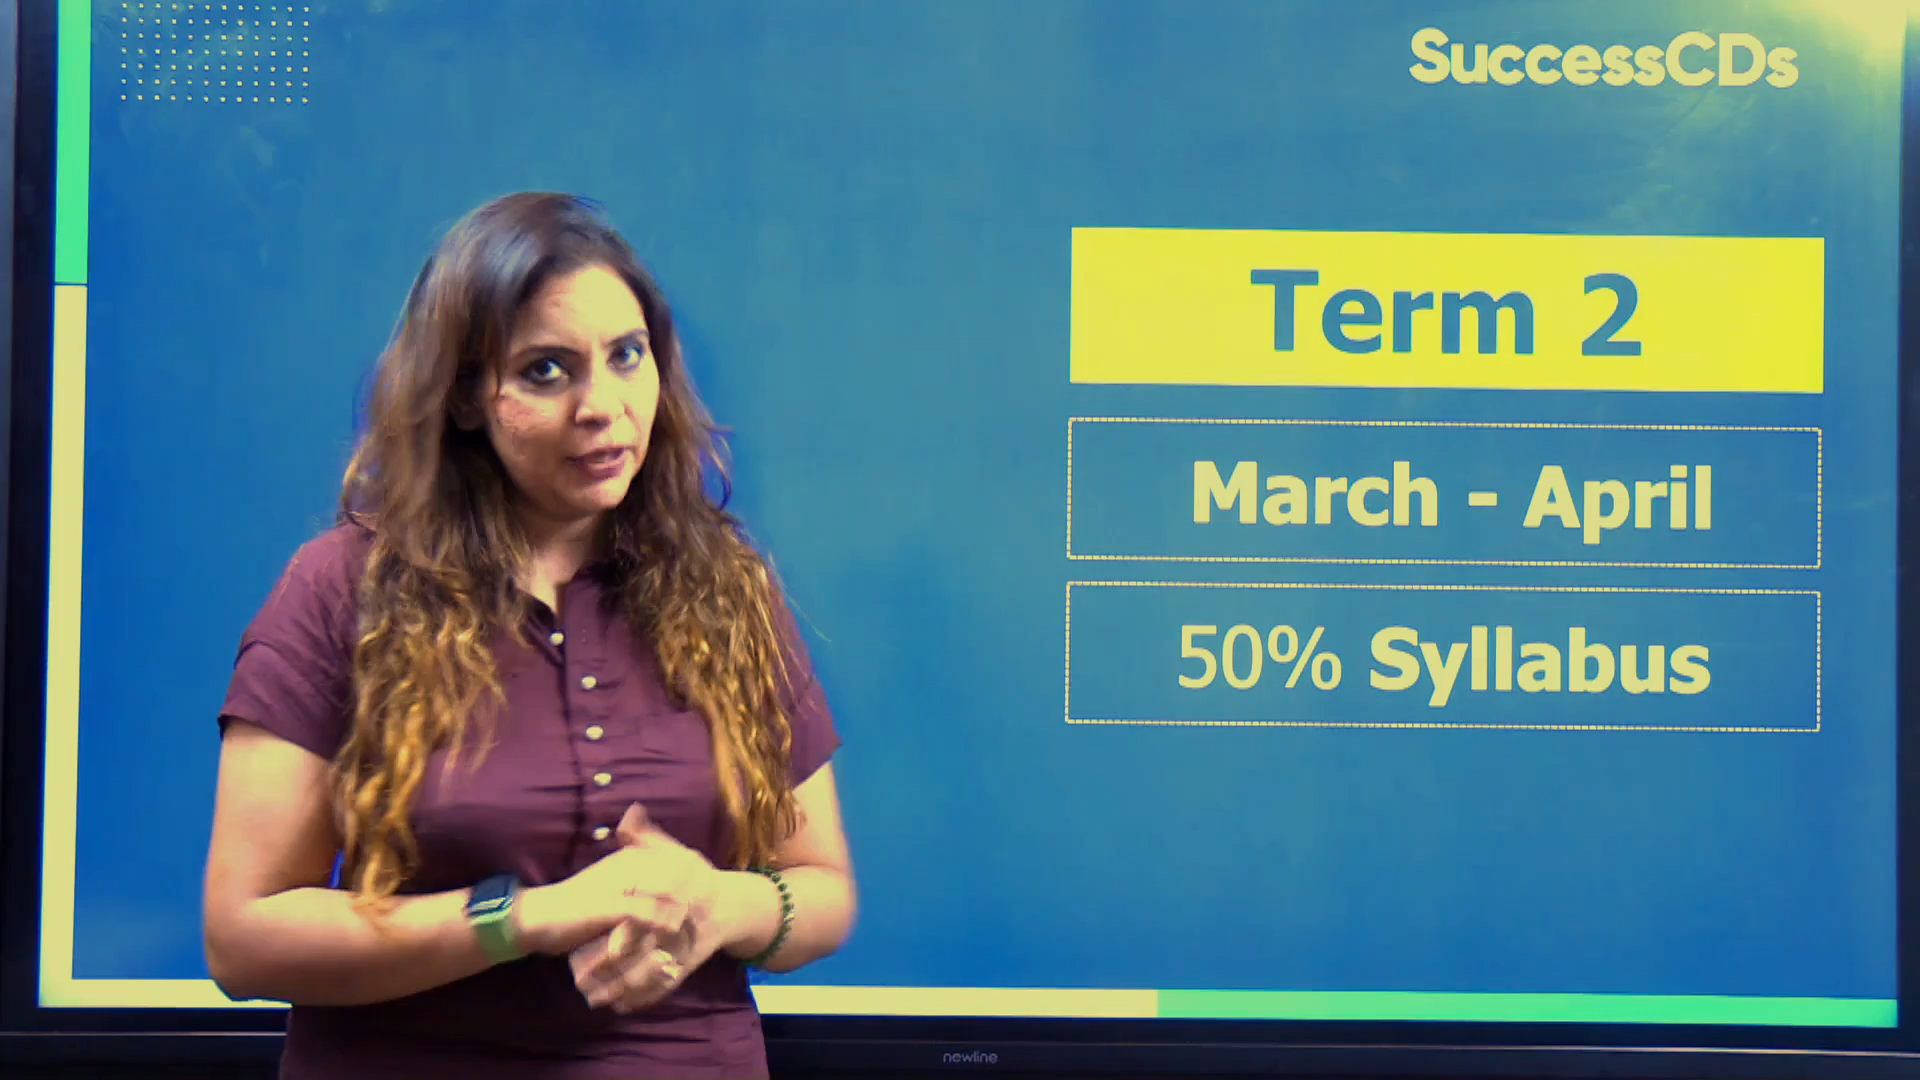 SuccessCDs
Term 2
March - April
50% Syllabus
newline